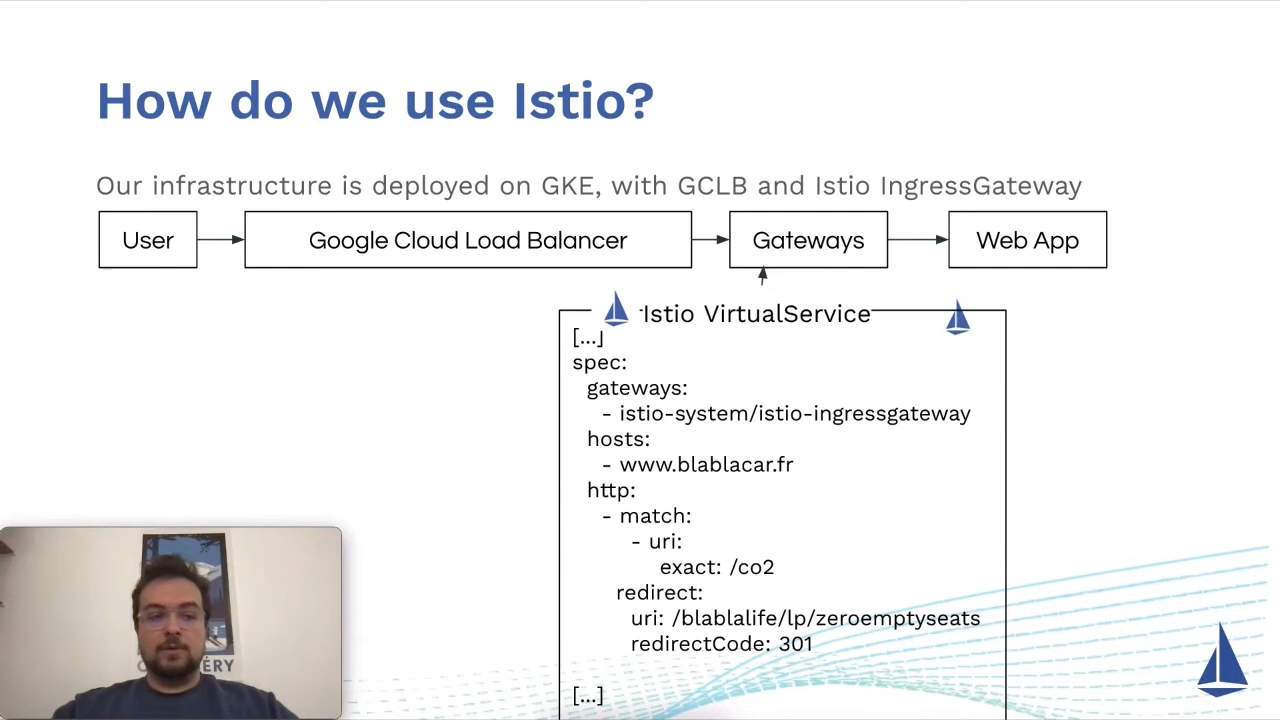 How do we use Istio?
Our infrastructure is deployed on GKE, with GCLB and Istio IngressGateway
User
Google Cloud Load Balancer
Gateways
Web App
Istio VirtualService
[...]
spec:
gateways:
- istio-system/istio-ingressgateway
hosts:
- www.blablacar.fr
http:
- match:
- uri:
exact: /co2
redirect:
uri: /blablalife/lp/zeroemptyseats
redirectCode: 301
[...]